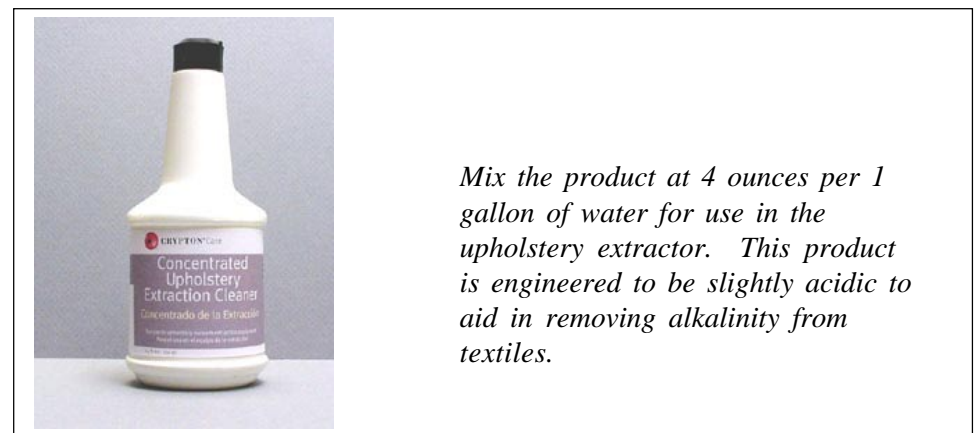 CRYPTON Care
Concentrated
Upholstery
Extraction Cleaner
Concentrado de la Extracción
Mix the product at 4 ounces per 1
gallon of water for use in the
upholstery extractor. This product
is engineered to be slightly acidic to
aid in removing alkalinity from
textiles.